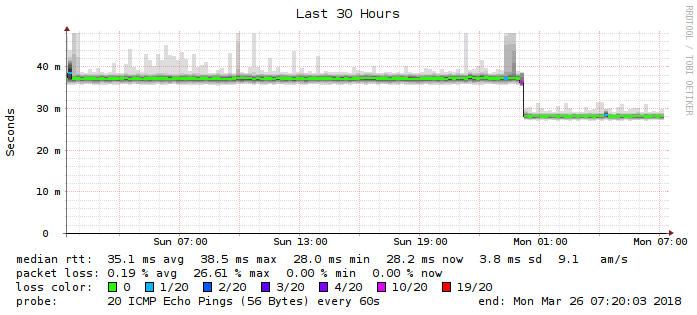 Last 30 Hours
RRDTOOL / TOBI OETIKER
Seconds
40 m
30 m
20 m
10 m
0
Sun 07:00 Sun 13:00 Sun 19:00 Mon 01:00 Mon 07:00
median rtt: 35.1 ms avg 38.5 ms max 28.0 ms min 28.2 ms now 3.8 ms sd 9.1 am/s
packet loss: 0.19 % avg 26.61 % max 0.00 % min 0.00 % now
loss color: 0 1/20 2/20 3/20 4/20 10/20 19/20
probe: 20 ICMP Echo Pings (56 Bytes) every 60s end: Mon Mar 26 07:20:03 2018